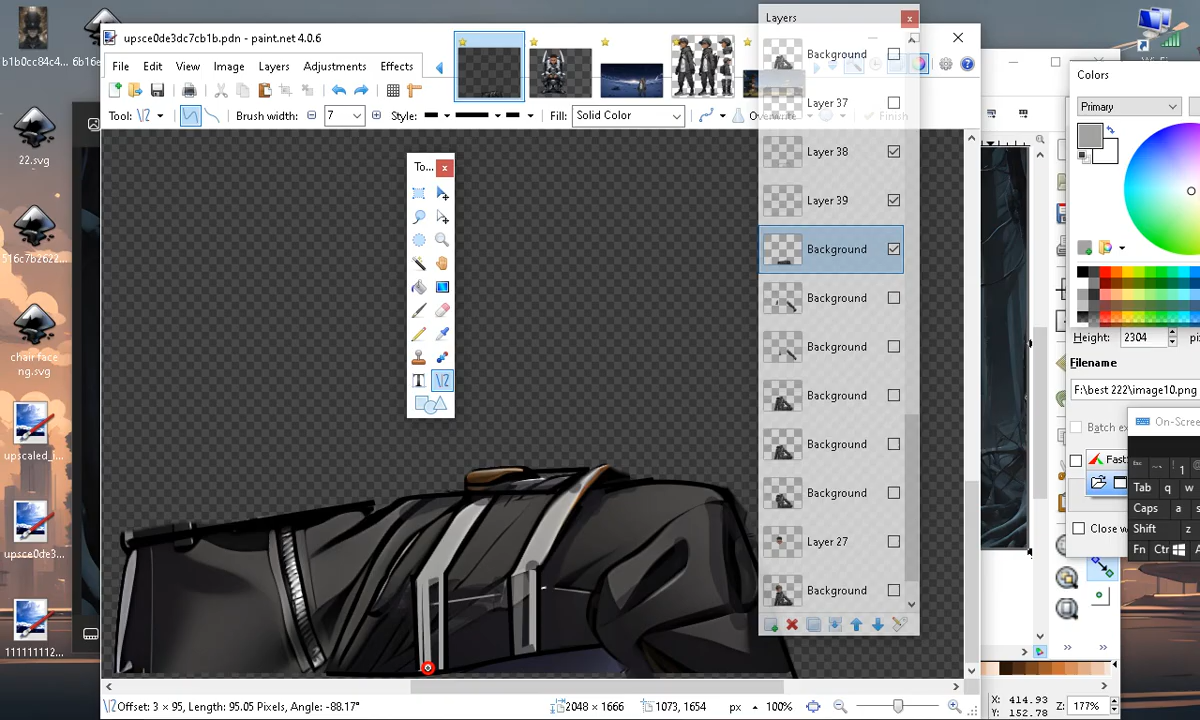 b1b0cc84c4...
6b16e
22.svg
516c7b2622...
chair face
ng.svg
upscaled_i...
upsce0de3...
111111112...
upsce0de3dc7cb1b.pdn - paint.net 4.0.6
File Edit View Image Layers Adjustments Effects
Tool: Brush width: 7 Style: Fill: Solid Color Overwrite Finish
To...
Layers
Background
Layer 37
Layer 38
Layer 39
Background
Background
Background
Background
Background
Background
Layer 27
Background
Offset: 3 × 95, Length: 95.05 Pixels, Angle: -88.17°
2048 × 1666
1073, 1654
px
100%
Colors
Primary
Height: 2304
Filename
F:\best 222\image10.png
Batch ex
Fast
Close w
On-Scree
Esc
Tab q w
Caps a s
Shift z
Fn Ctr
X: 414.93
Y: 152.78
Z: 177%